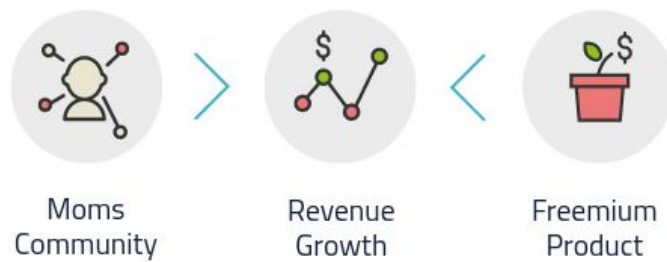 $
$
Moms
Community
Revenue
Growth
Freemium
Product